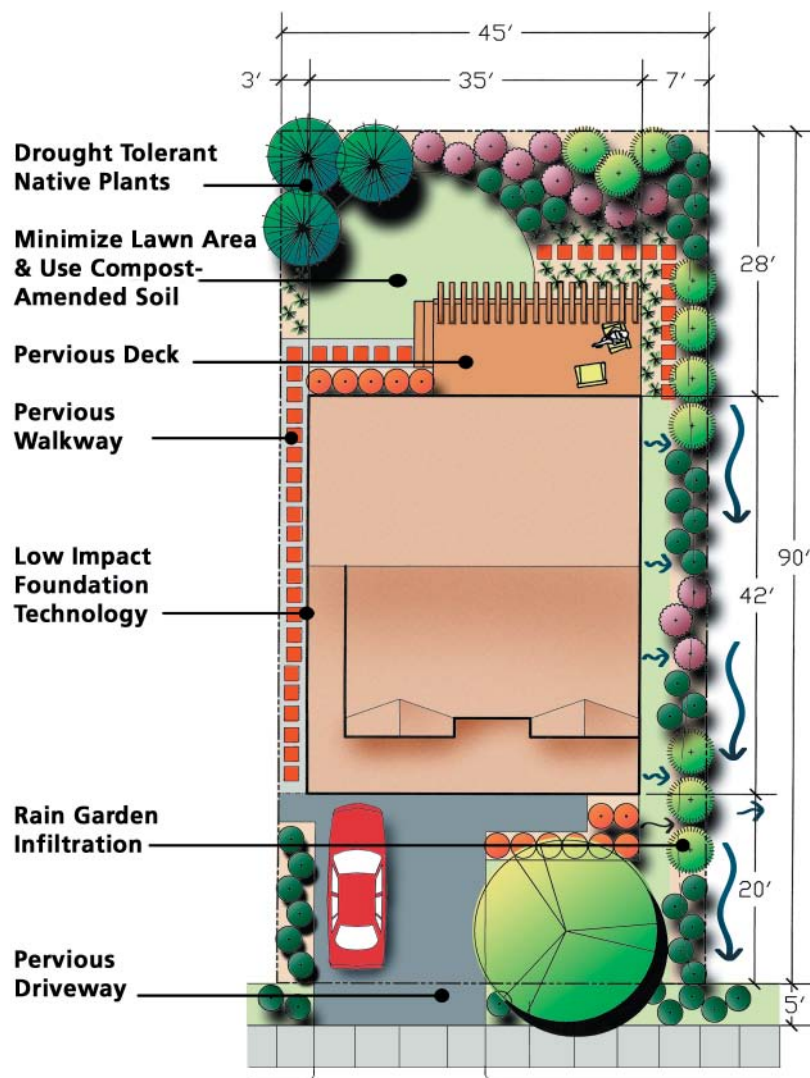 45′
3′
35′
7′
Drought Tolerant
Native Plants
Minimize Lawn Area
& Use Compost-
Amended Soil
28′
Pervious Deck
Pervious
Walkway
90′
Low Impact
Foundation
Technology
42′
Rain Garden
Infiltration
20′
Pervious
Driveway
5′